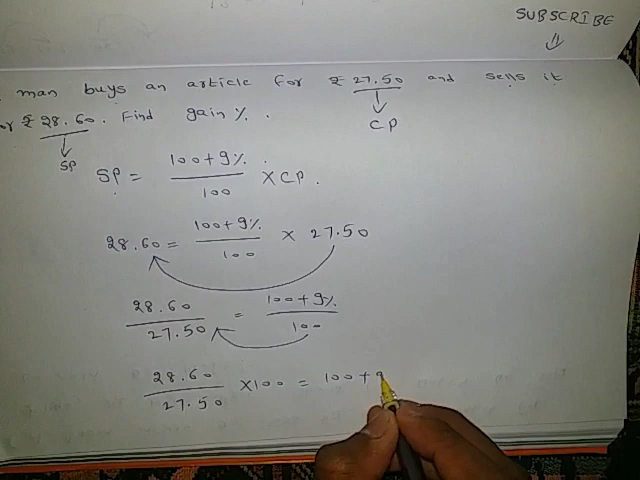 SUBSCRIBE
man buys an article for ₹ 27.50 and sells it
₹ 28.60. Find gain %.
CP
SP
SP = 100+g% / 100 × CP.
28.60 = 100+g% / 100 × 27.50
28.60 / 27.50 = 100+g% / 100
28.60 / 27.50 ×100 = 100+g